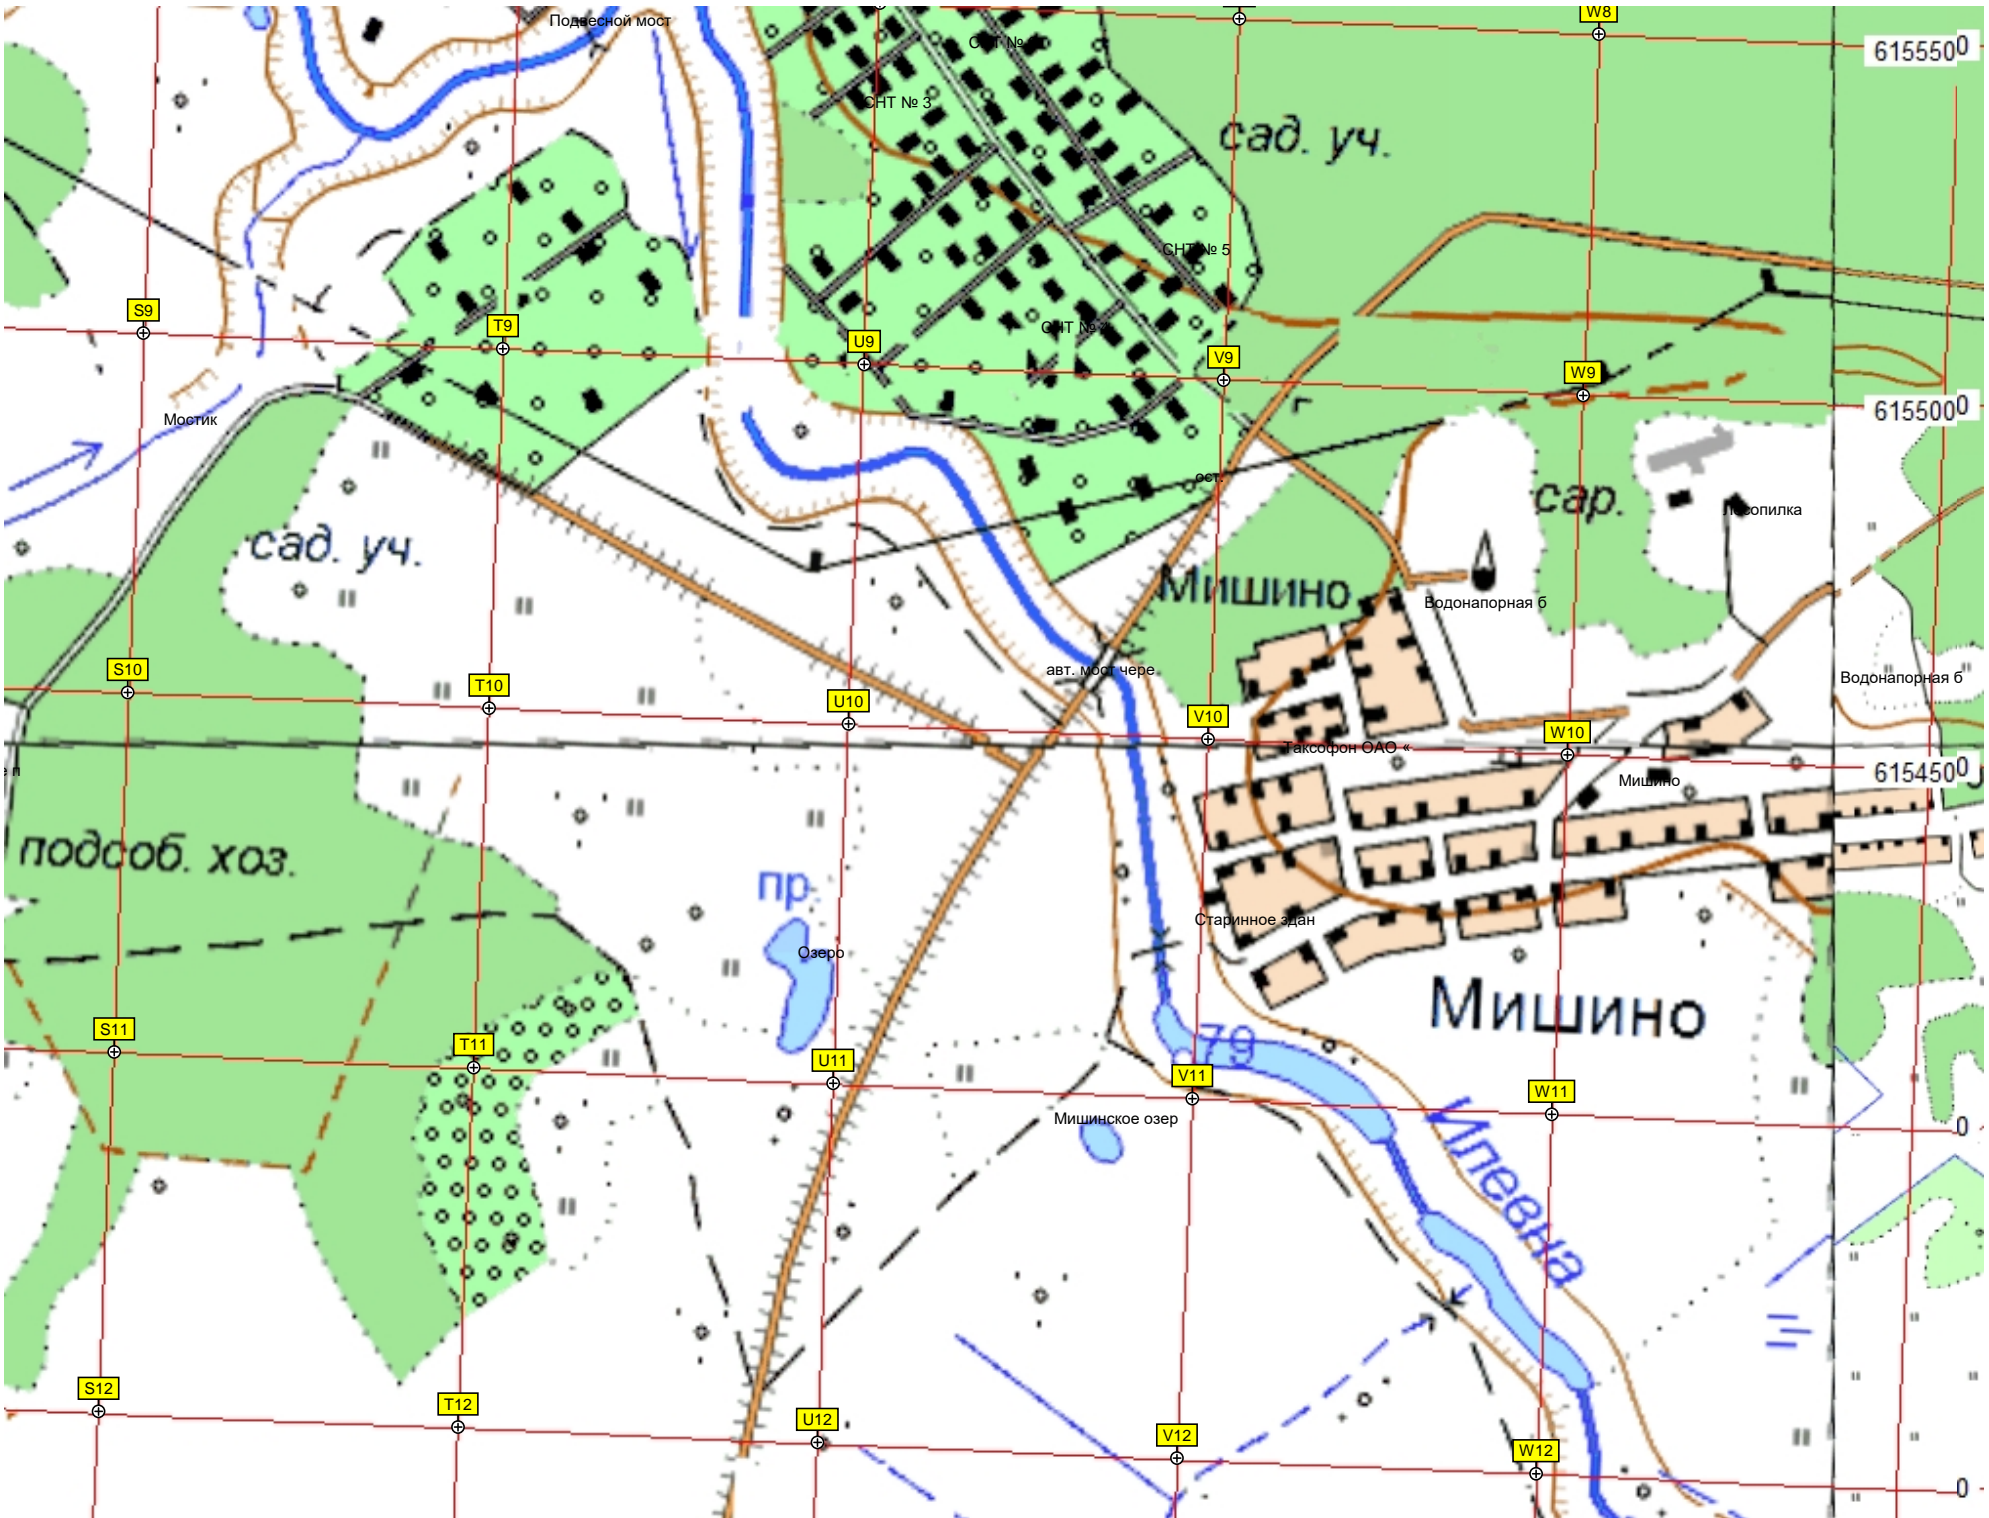 W8
Подвесной мост
СНТ №
615550
СНТ № 3
сад. уч.
СНТ № 5
S9
T9
СНТ №
U9
V9
W9
615500
Мостик
ост.
сар.
Лесопилка
сад. уч.
Мишино
Водонапорная б
S10
T10
авт. мост чере
Водонапорная б
U10
V10
W10
Таксофон ОАО «
Мишино
615450
подсоб. хоз.
пр.
Старинное здан
Озеро
Мишино
S11
T11
U11
79
V11
W11
Мишинское озер
0
Илевна
S12
T12
U12
V12
W12
0